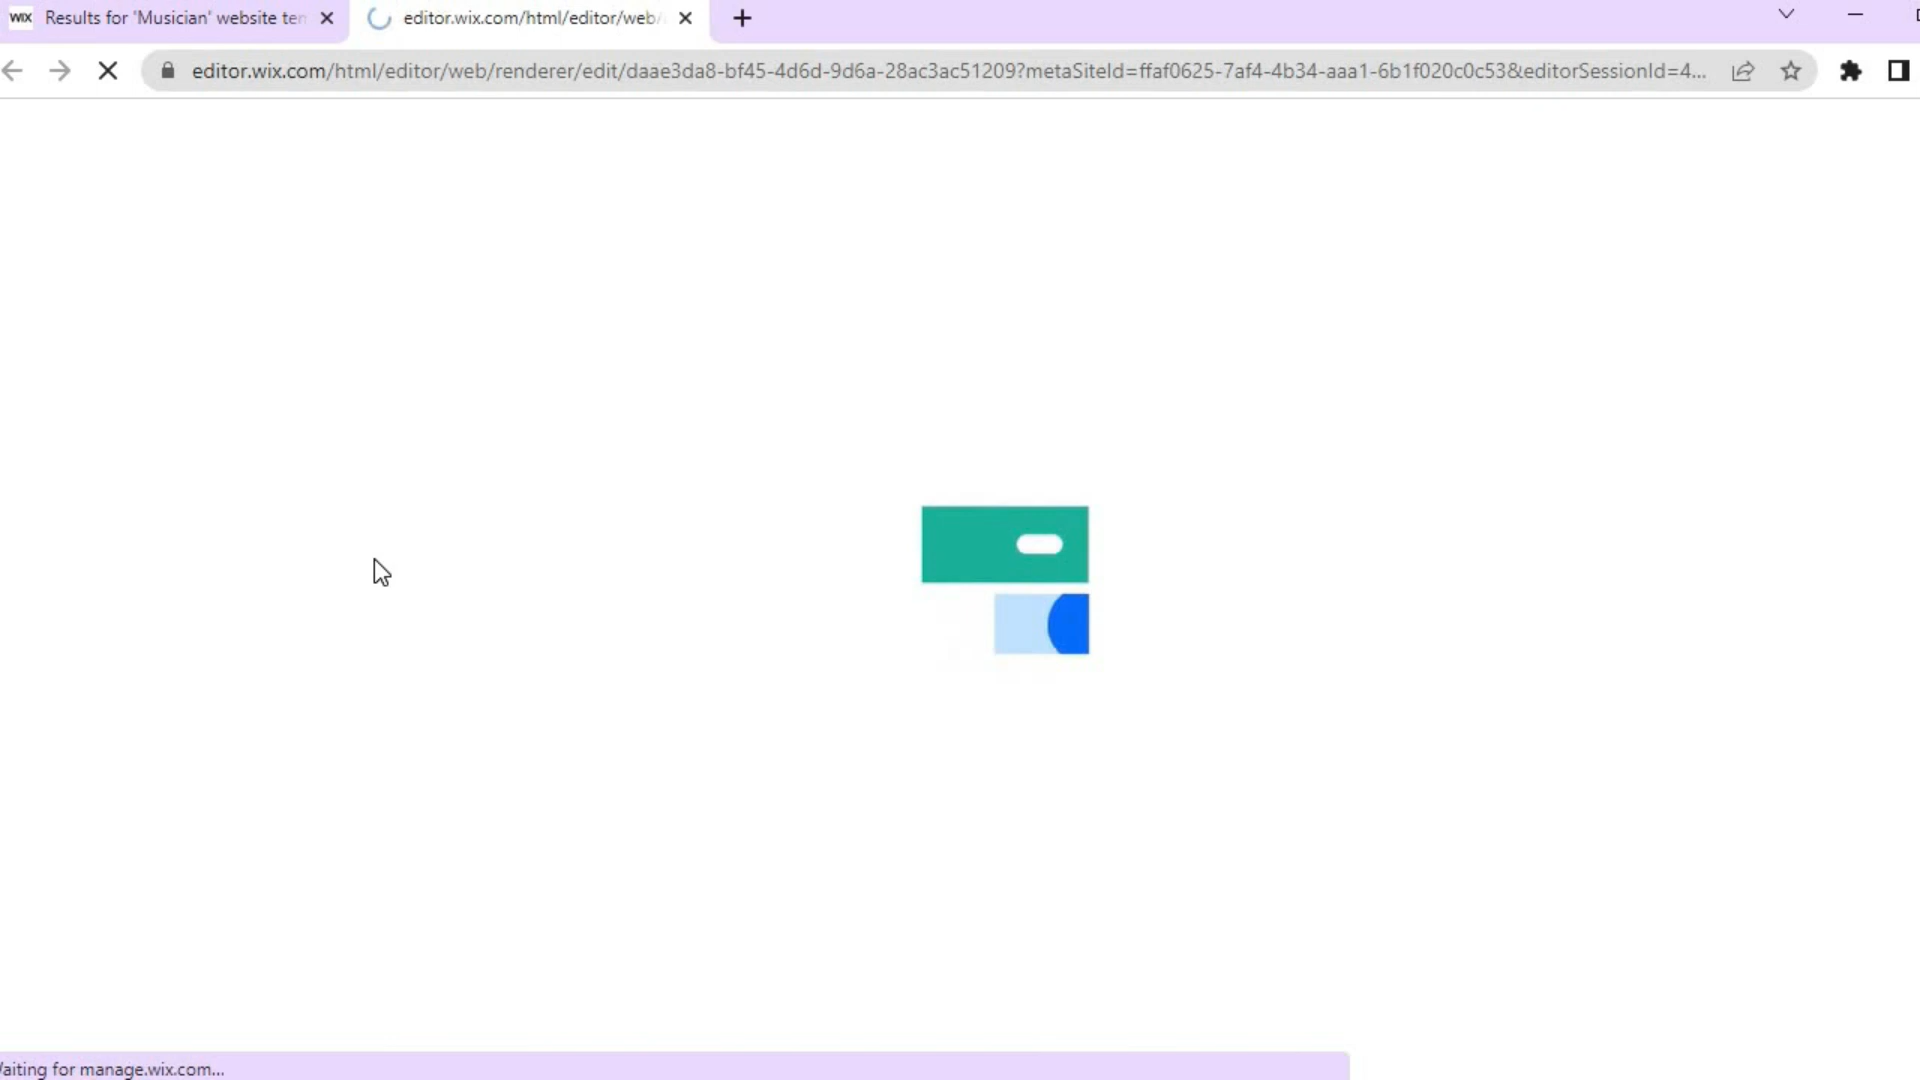 WIX Results for 'Musician' website ten
editor.wix.com/html/editor/web/
editor.wix.com/html/editor/web/renderer/edit/daae3da8-bf45-4d6d-9d6a-28ac3ac51209?metaSiteId=ffaf0625-7af4-4b34-aaa1-6b1f020c0c53&editorSessionId=4...
aiting for manage.wix.com...